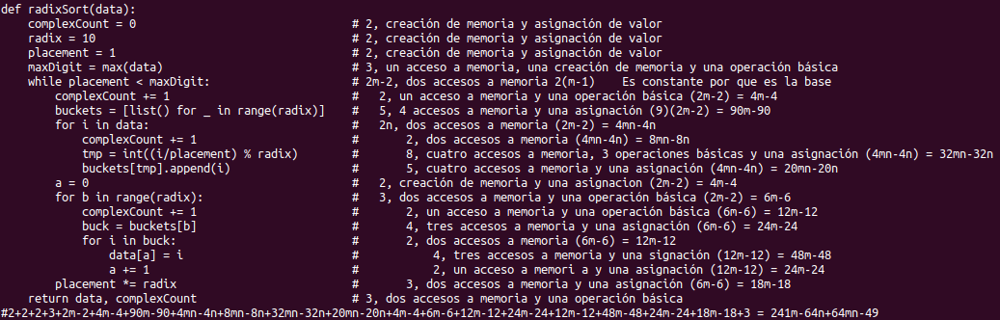 def radixSort(data):
    complexCount = 0 # 2, creación de memoria y asignación de valor
    radix = 10 # 2, creación de memoria y asignación de valor
    placement = 1 # 2, creación de memoria y asignación de valor
    maxDigit = max(data) # 3, un acceso a memoria, una creación de memoria y una operación básica
    while placement < maxDigit: # 2m-2, dos accesos a memoria 2(m-1) Es constante por que es la base
        complexCount += 1 # 2, un acceso a memoria y una operación básica (2m-2) = 4m-4
        buckets = [list() for _ in range(radix)] # 5, 4 accesos a memoria y una asignación (9)(2m-2) = 90m-90
        for i in data: # 2n, dos accesos a memoria (2m-2) = 4mn-4n
            complexCount += 1 # 2, dos accesos a memoria (4mn-4n) = 8mn-8n
            tmp = int((i/placement) % radix) # 8, cuatro accesos a memoria, 3 operaciones básicas y una asignación (4mn-4n) = 32mn-32n
            buckets[tmp].append(i) # 5, cuatro accesos a memoria y una asignación (4mn-4n) = 20mn-20n
        a = 0 # 2, creación de memoria y una asignacion (2m-2) = 4m-4
        for b in range(radix): # 3, dos accesos a memoria y una operación básica (2m-2) = 6m-6
            complexCount += 1 # 2, un acceso a memoria y una operación básica (6m-6) = 12m-12
            buck = buckets[b] # 4, tres accesos a memoria y una asignación (6m-6) = 24m-24
            for i in buck: # 2, dos accesos a memoria (6m-6) = 12m-12
                data[a] = i # 4, tres accesos a memoria y una signación (12m-12) = 48m-48
                a += 1 # 2, un acceso a memori a y una asignación (12m-12) = 24m-24
        placement *= radix # 3, dos accesos a memoria y una asignación (6m-6) = 18m-18
    return data, complexCount # 3, dos accesos a memoria y una operación básica
#2+2+2+3+2m-2+4m-4+90m-90+4mn-4n+8mn-8n+32mn-32n+20mn-20n+4m-4+6m-6+12m-12+24m-24+12m-12+48m-48+24m-24+18m-18+3 = 241m-64n+64mn-49